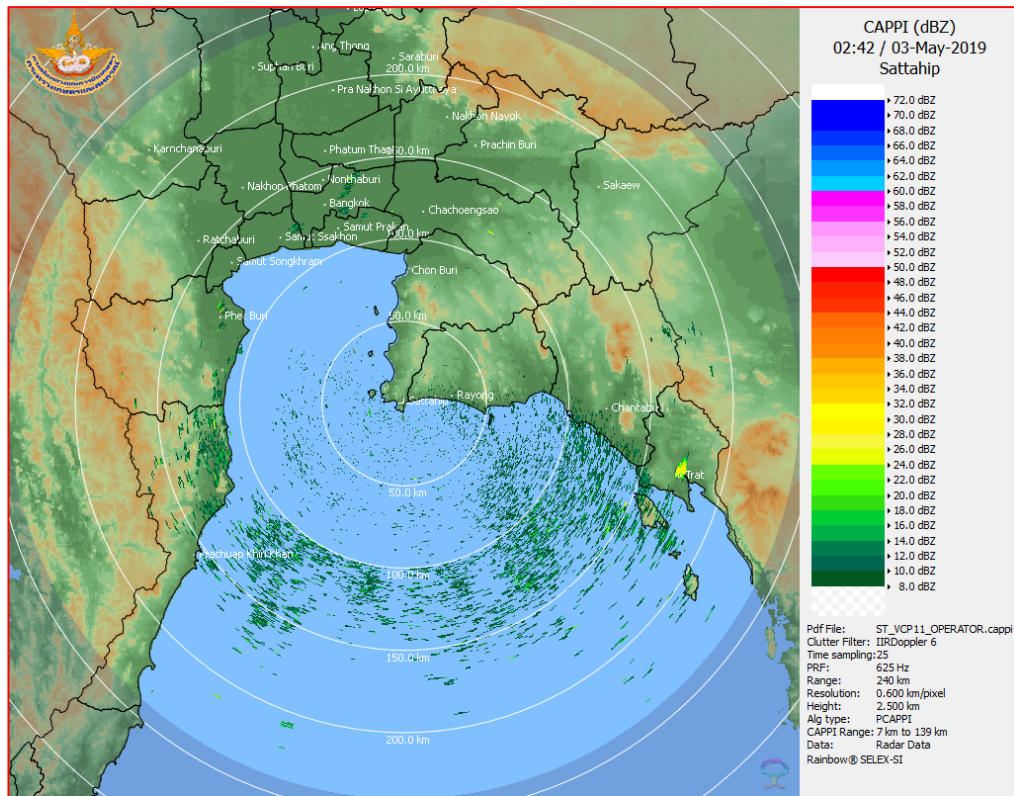 CAPPI (dBZ)
02:42 / 03-May-2019
Sattahip
72.0 dBZ
70.0 dBZ
68.0 dBZ
66.0 dBZ
64.0 dBZ
62.0 dBZ
60.0 dBZ
58.0 dBZ
56.0 dBZ
54.0 dBZ
52.0 dBZ
50.0 dBZ
48.0 dBZ
46.0 dBZ
44.0 dBZ
42.0 dBZ
40.0 dBZ
38.0 dBZ
36.0 dBZ
34.0 dBZ
32.0 dBZ
30.0 dBZ
28.0 dBZ
26.0 dBZ
24.0 dBZ
22.0 dBZ
20.0 dBZ
18.0 dBZ
16.0 dBZ
14.0 dBZ
12.0 dBZ
10.0 dBZ
8.0 dBZ
Pdf File: ST_VCP11_OPERATOR.cappi
Clutter Filter: IIRDoppler 6
Time sampling:25
PRF: 625 Hz
Range: 240 km
Resolution: 0.600 km/pixel
Height: 2.500 km
Alg type: PCAPPI
CAPPI Range: 7 km to 139 km
Data: Radar Data
Rainbow® SELEX-SI
Ang Thong
Saraburi
Suphan Buri
200.0 km
Pra Nakhon Si Ayutthaya
Nakhon Nayok
Prachin Buri
Karnchanaburi
Phatum Thani
150.0 km
Nonthaburi
Nakhon Phatom
Sakaew
Bangkok
Chachoengsao
Samut Prakan
Samut Ssakhon
Ratchaburi
100.0 km
Samut Songkhram
Chon Buri
Phet Buri
50.0 km
Rayong
Sattahip
Chantaburi
Trat
50.0 km
Prachuap Khiri Khan
100.0 km
150.0 km
200.0 km